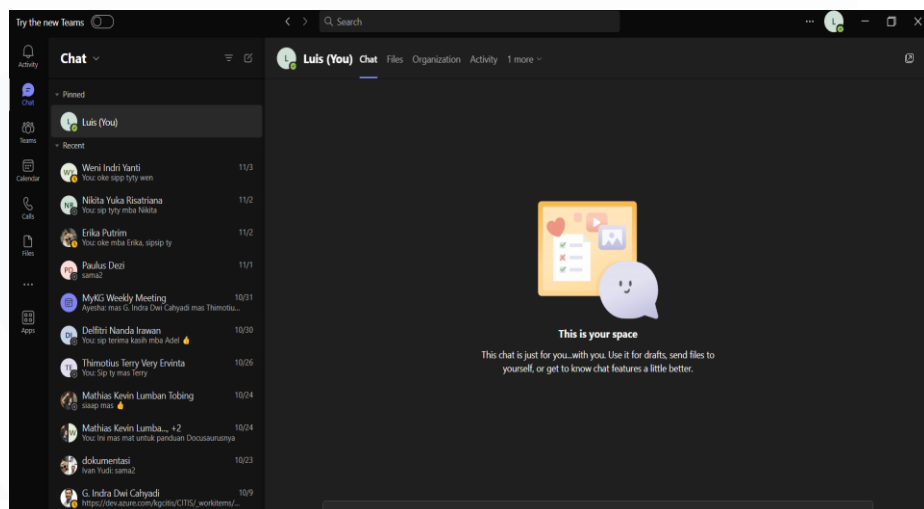 Try the new Teams
Search
Activity
Chat
Teams
Calendar
Calls
Files
Apps
Chat
Pinned
Luis (You)
Recent
Weni Indri Yanti 11/3
You: oke sipp tyty wen
Nikita Yuka Risatriana 11/2
You: sip tyty mba Nikita
Erika Putrim 11/2
You: oke mba Erika, sipsip ty
Paulus Dezi 11/1
sama2
MyKG Weekly Meeting 10/31
Ayesha: mas G. Indra Dwi Cahyadi mas Thimotiu...
Delfitri Nanda Irawan 10/30
You: sip terima kasih mba Adel 👍
Thimotius Terry Very Ervinta 10/26
You: Sip ty mas Terry
Mathias Kevin Lumban Tobing 10/24
siaap mas 👍
Mathias Kevin Lumba..., +2 10/24
You: Ini mas mat untuk panduan Docusaurusnya
dokumentasi 10/23
Ivan Yudi: sama2
G. Indra Dwi Cahyadi 10/9
https://dev.azure.com/kgcitis/CITIS/_workitems/...
L Luis (You) Chat Files Organization Activity 1 more
This is your space
This chat is just for you...with you. Use it for drafts, send files to
yourself, or get to know chat features a little better.